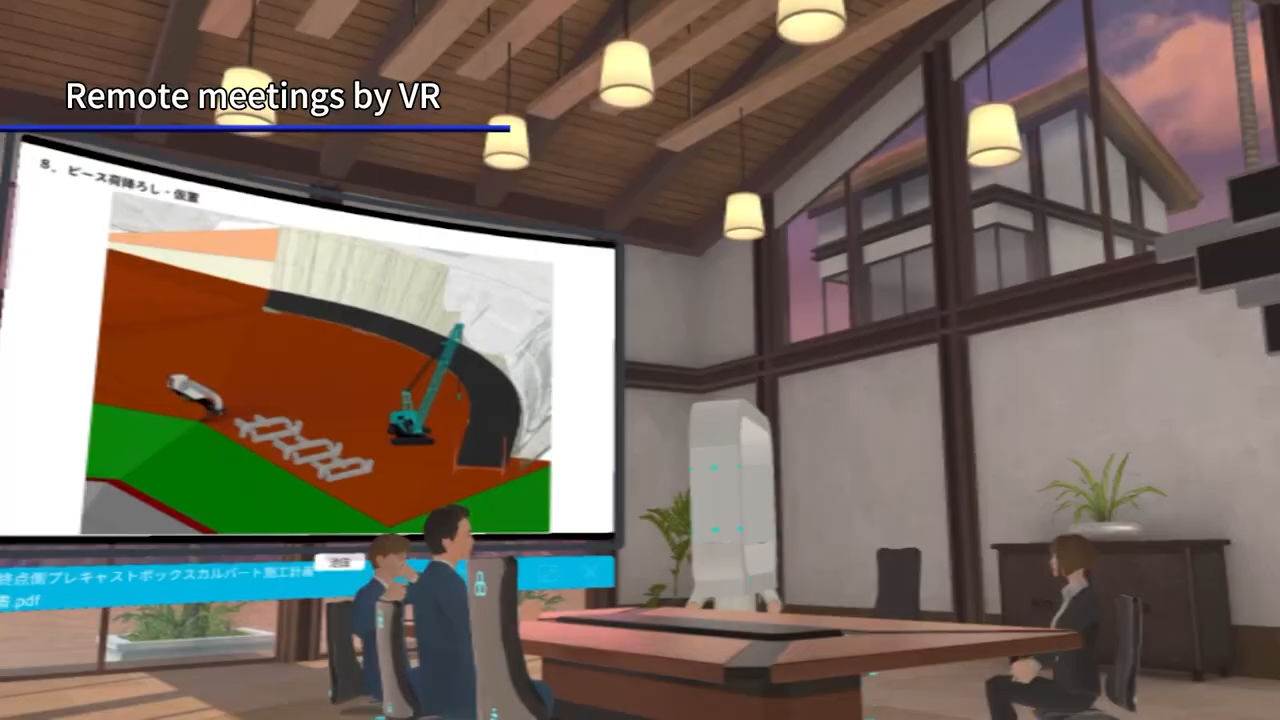 Remote meetings by VR
8. ピース荷降ろし・仮置
終点側プレキャストボックスカルバート施工計画
書.pdf